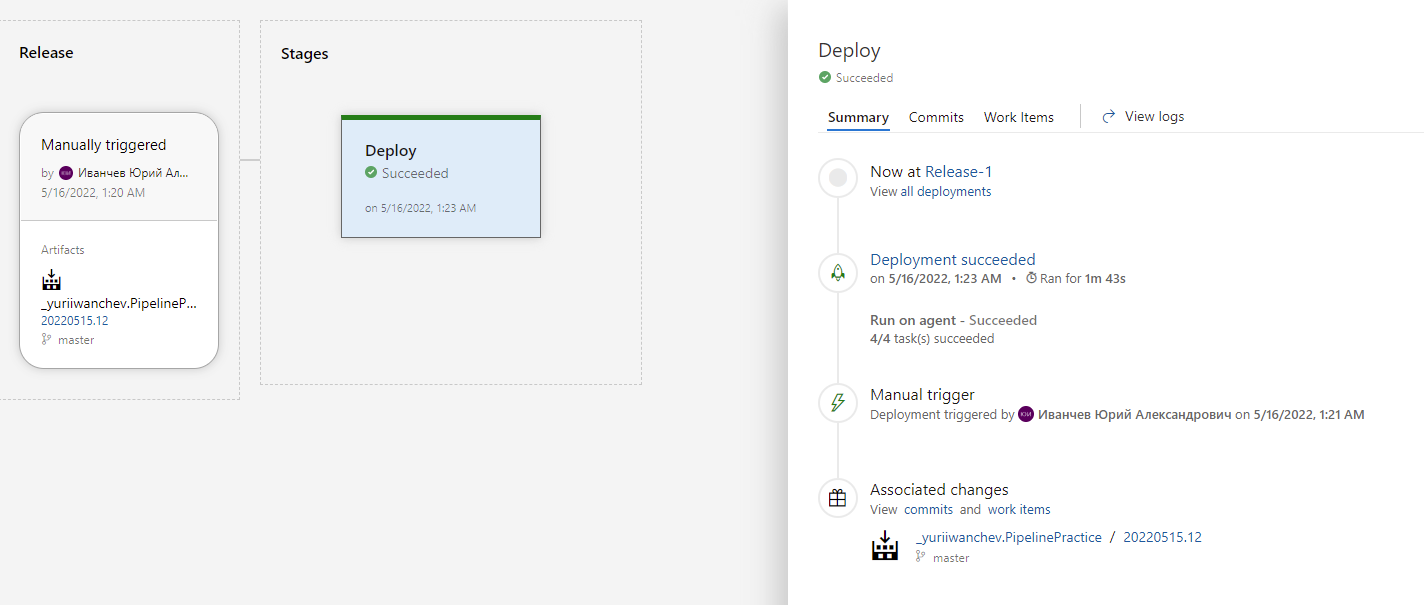 Release
Manually triggered
by Иванчев Юрий Ал...
5/16/2022, 1:20 AM
Artifacts
_yuriiwanchev.PipelineP...
20220515.12
master
Stages
Deploy
Succeeded
on 5/16/2022, 1:23 AM
Deploy
Succeeded
Summary Commits Work Items View logs
Now at Release-1
View all deployments
Deployment succeeded
on 5/16/2022, 1:23 AM • Ran for 1m 43s
Run on agent - Succeeded
4/4 task(s) succeeded
Manual trigger
Deployment triggered by ЮИ Иванчев Юрий Александрович on 5/16/2022, 1:21 AM
Associated changes
View commits and work items
_yuriiwanchev.PipelinePractice / 20220515.12
master